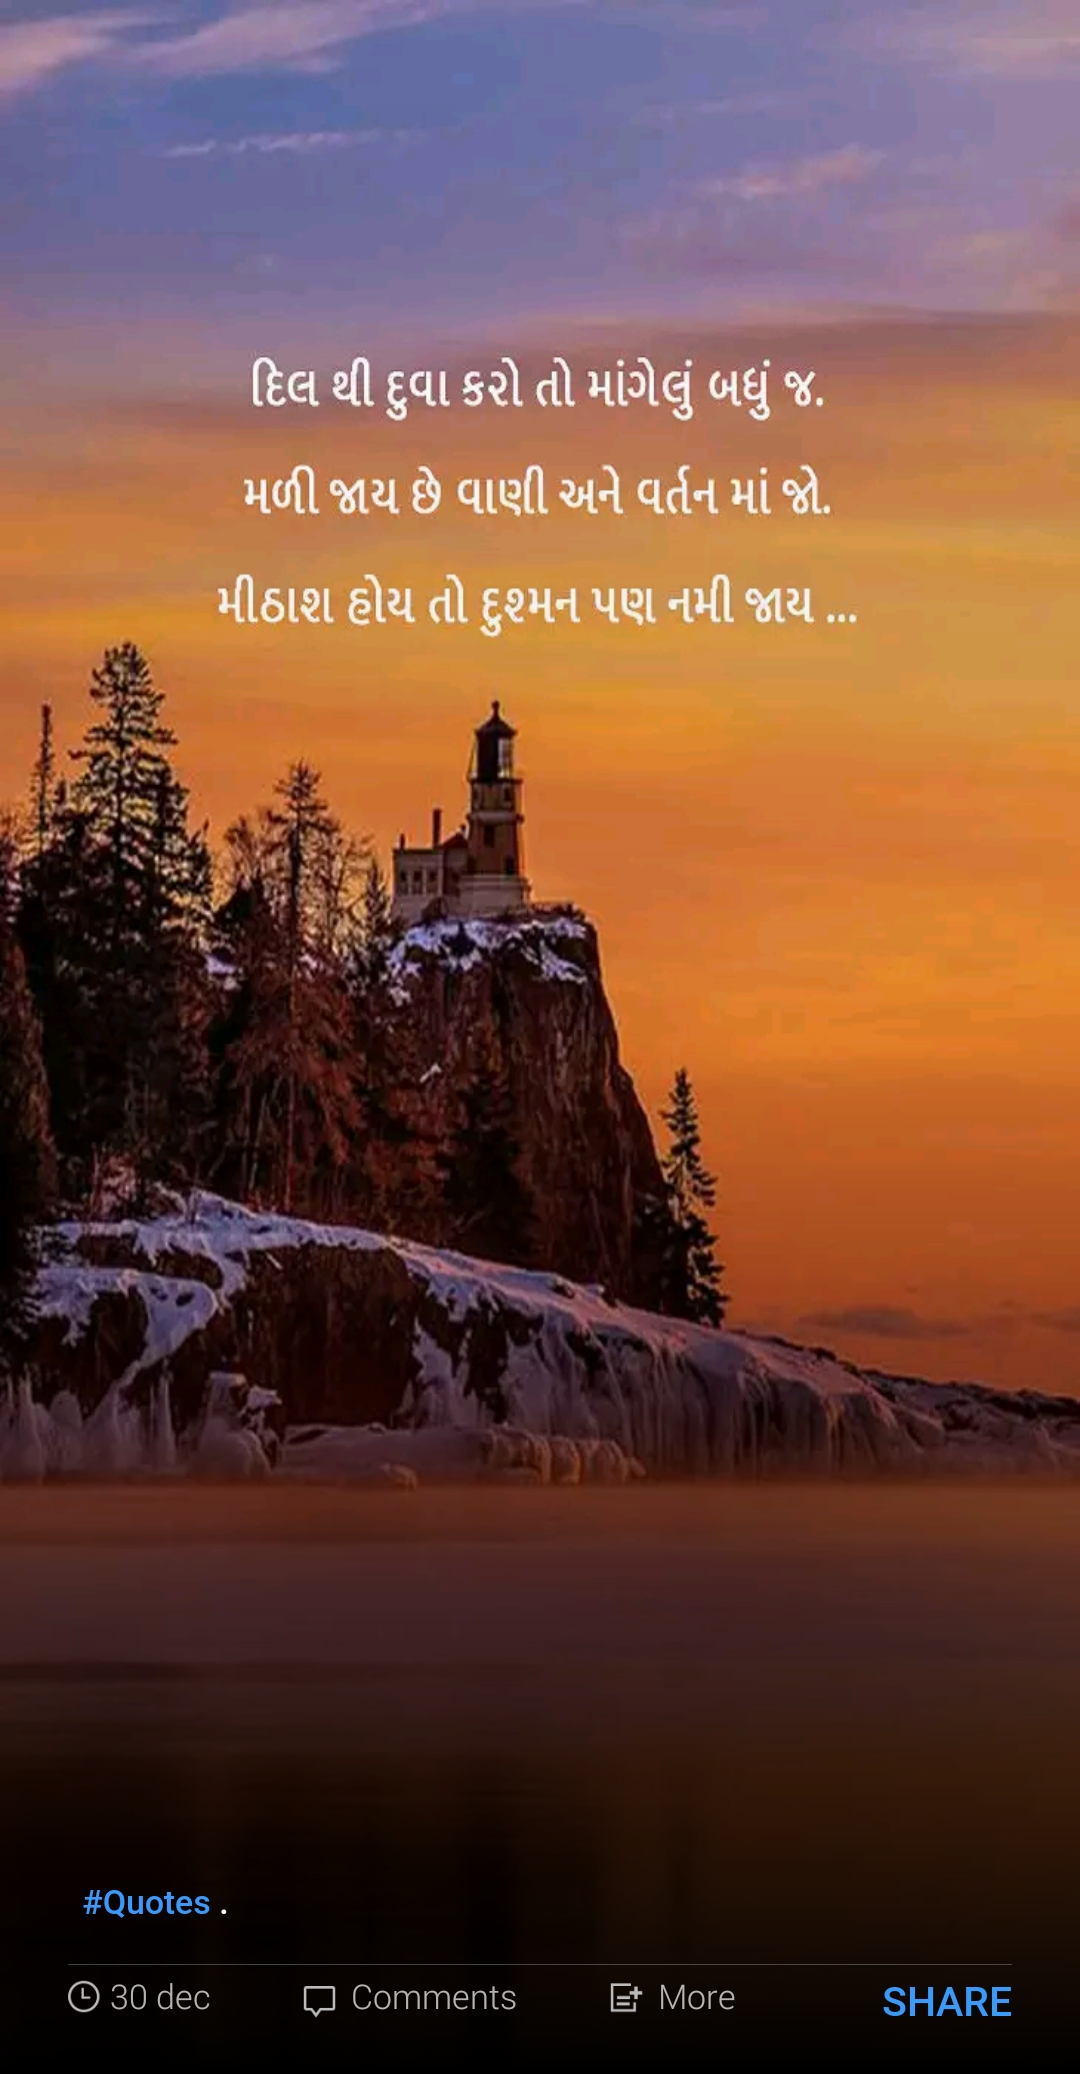 દિલ થી દુવા કરો તો માંગેલું બધું જ.
મળી જાય છે વાણી અને વર્તન માં જો.
મીઠાશ હોય તો દુશ્મન પણ નમી જાય ...
#Quotes .
30 dec Comments More SHARE